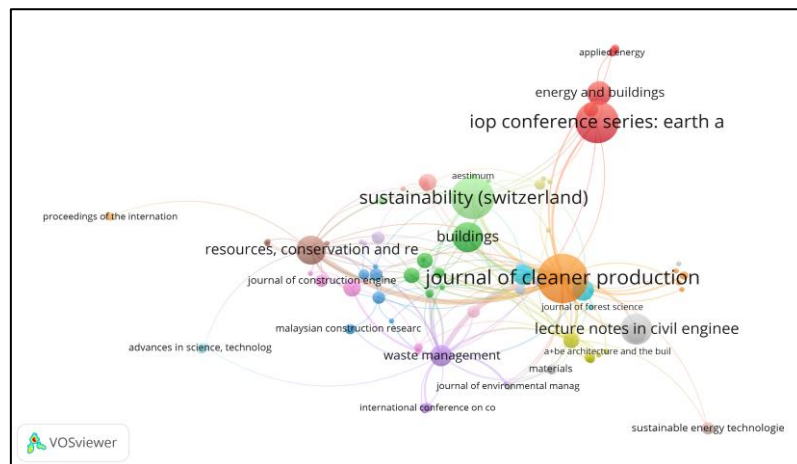 applied energy
energy and buildings
iop conference series: earth a
aestimum
sustainability (switzerland)
proceedings of the internation
buildings
resources, conservation and re
journal of cleaner production
journal of construction engine
journal of forest science
malaysian construction researc
lecture notes in civil enginee
advances in science, technolog
waste management
a+be architecture and the buil
materials
journal of environmental manag
international conference on co
sustainable energy technologie
VOSviewer